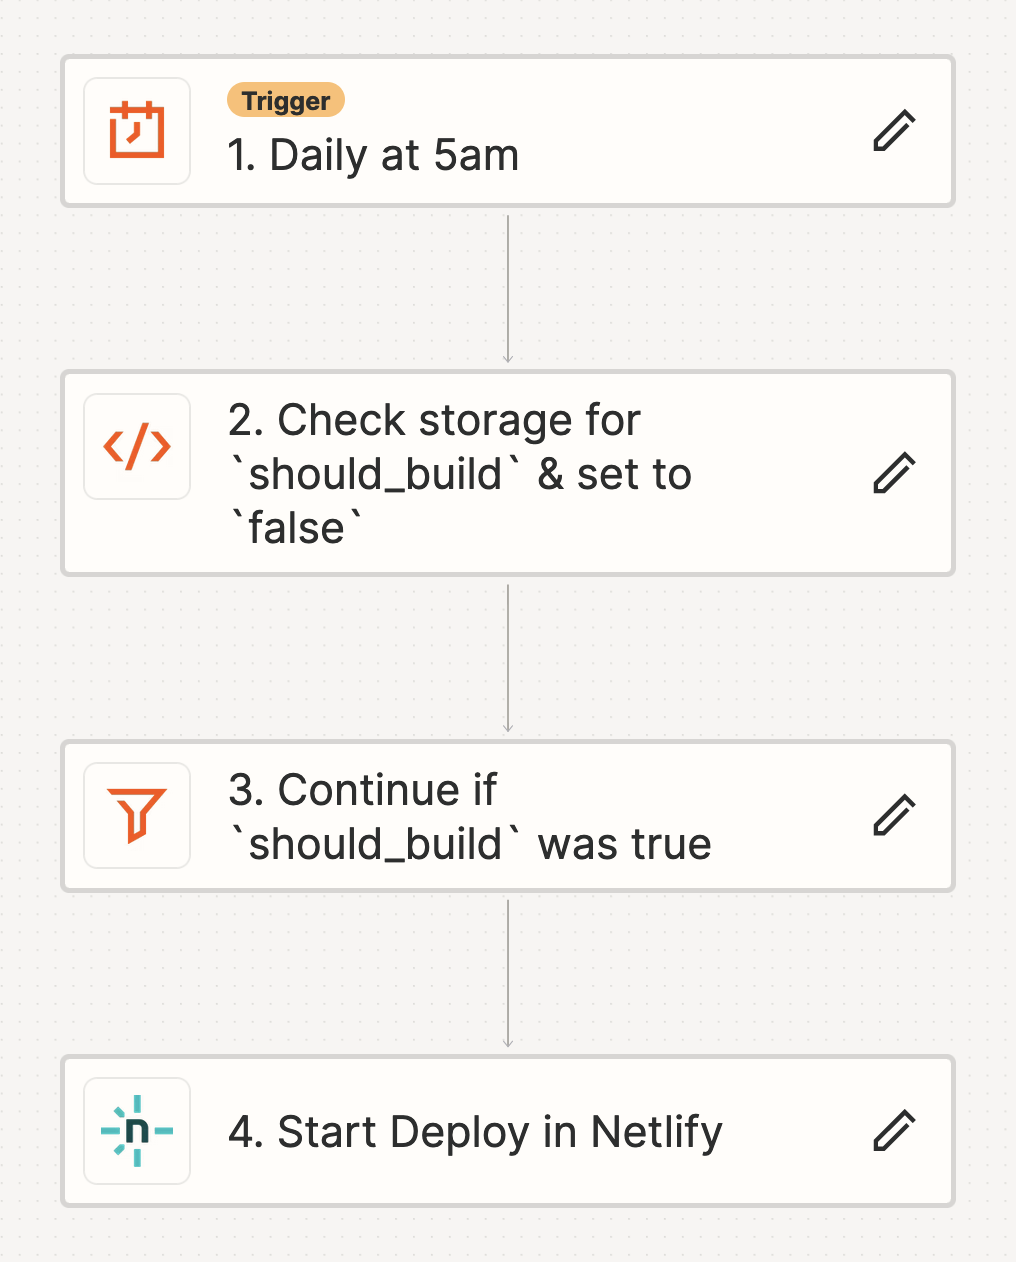 Trigger
1. Daily at 5am
2. Check storage for
`should_build` & set to
`false`
3. Continue if
`should_build` was true
n
4. Start Deploy in Netlify